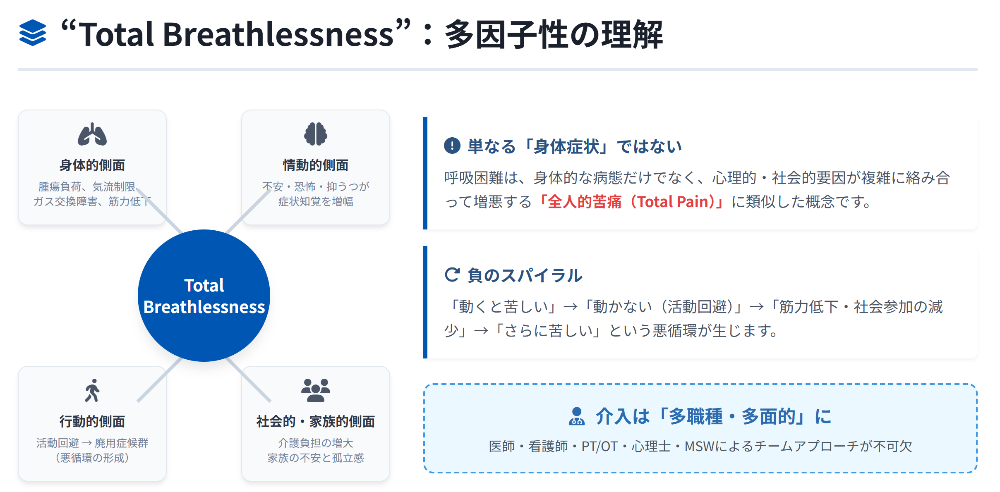 “Total Breathlessness”：多因子性の理解
身体的側面
腫瘍負荷、気流制限、
ガス交換障害、筋力低下
情動的側面
不安・恐怖・抑うつが
症状知覚を増幅
Total
Breathlessness
行動的側面
活動回避 → 廃用症候群
（悪循環の形成）
社会的・家族的側面
介護負担の増大
家族の不安と孤立感
単なる「身体症状」ではない
呼吸困難は、身体的な病態だけでなく、心理的・社会的要因が複雑に絡み合
って増悪する「全人的苦痛（Total Pain）」に類似した概念です。
負のスパイラル
「動くと苦しい」→「動かない（活動回避）」→「筋力低下・社会参加の減
少」→「さらに苦しい」という悪循環が生じます。
介入は「多職種・多面的」に
医師・看護師・PT/OT・心理士・MSWによるチームアプローチが不可欠